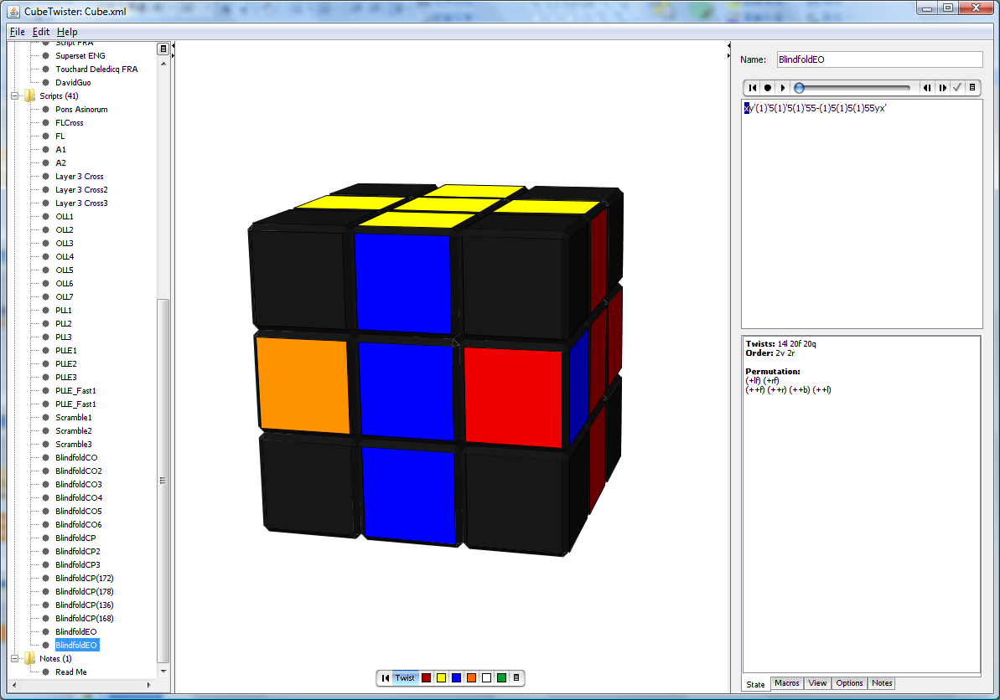 CubeTwister: Cube.xml
File Edit Help
Script FRA
Superset ENG
Touchard Deledicq FRA
DavidGuo
Scripts (41)
Pons Asinorum
FLCross
FL
A1
A2
Layer 3 Cross
Layer 3 Cross2
Layer 3 Cross3
OLL1
OLL2
OLL3
OLL4
OLL5
OLL6
OLL7
PLL1
PLL2
PLL3
PLLE1
PLLE2
PLLE3
PLLE_Fast1
PLLE_Fast1
Scramble1
Scramble2
Scramble3
BlindfoldCO
BlindfoldCO2
BlindfoldCO3
BlindfoldCO4
BlindfoldCO5
BlindfoldCO6
BlindfoldCP
BlindfoldCP2
BlindfoldCP3
BlindfoldCP(172)
BlindfoldCP(178)
BlindfoldCP(136)
BlindfoldCP(168)
BlindfoldEO
BlindfoldEO
Notes (1)
Read Me
Twist
Name: BlindfoldEO
xy'(1)'5(1)'5(1)'55-(1)5(1)5(1)55yx'
Twists: 14l 20f 20q
Order: 2v 2r
Permutation:
(+lf) (+rf)
(++f) (++r) (++b) (++l)
State Macros View Options Notes